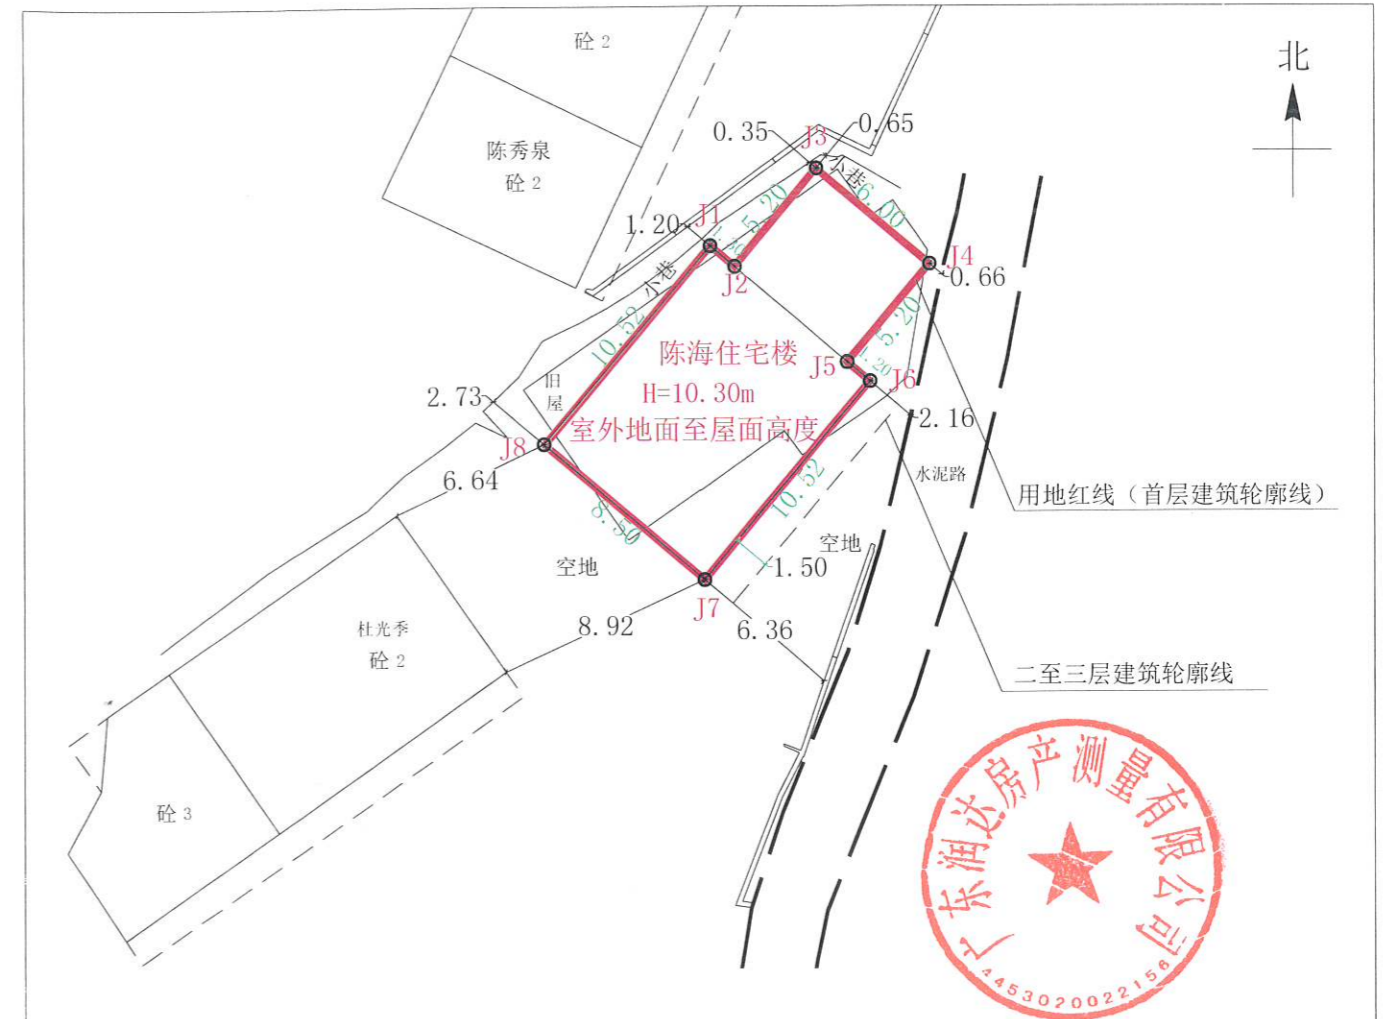 砼 2
北
陈秀泉
砼 2
0.35
J3
0.65
小巷
5.20
6.00
1.20
J1
1.30
J2
J4
0.66
小巷
10.52
5.20
陈海住宅楼
J5
1.20
J6
H=10.30m
室外地面至屋面高度
旧
屋
2.73
J8
2.16
6.64
水泥路
10.52
用地红线（首层建筑轮廓线）
8.50
空地
空地
1.50
J7
8.92
6.36
杜光季
砼 2
二至三层建筑轮廓线
砼 3
广东润达房产测量有限公司
4453020022156